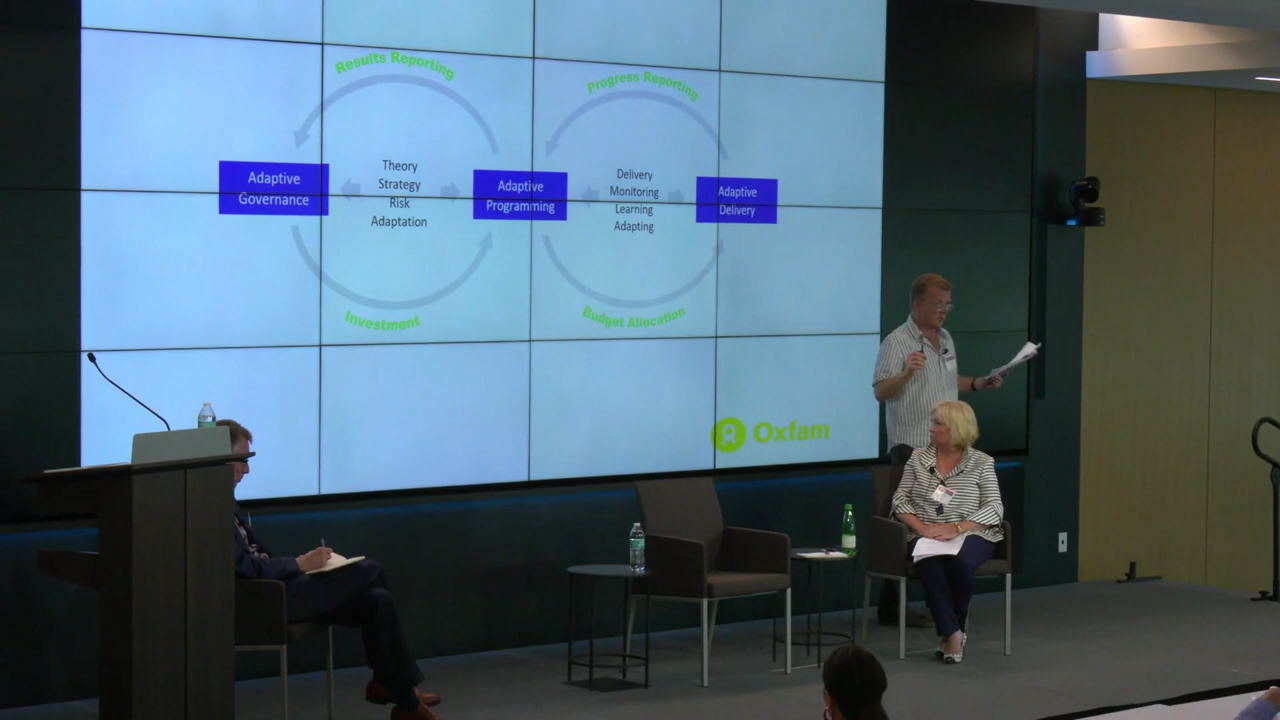 Results Reporting
Progress Reporting
Adaptive
Governance
Theory
Strategy
Risk
Adaptation
Adaptive
Programming
Delivery
Monitoring
Learning
Adapting
Adaptive
Delivery
Investment
Budget Allocation
Oxfam